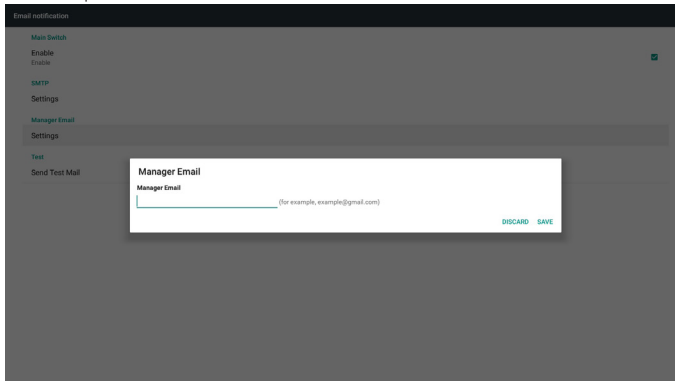 Email notification
Main Switch
Enable
Enable
SMTP
Settings
Manager Email
Settings
Test
Send Test Mail
Manager Email
Manager Email
(for example, example@gmail.com)
DISCARD SAVE